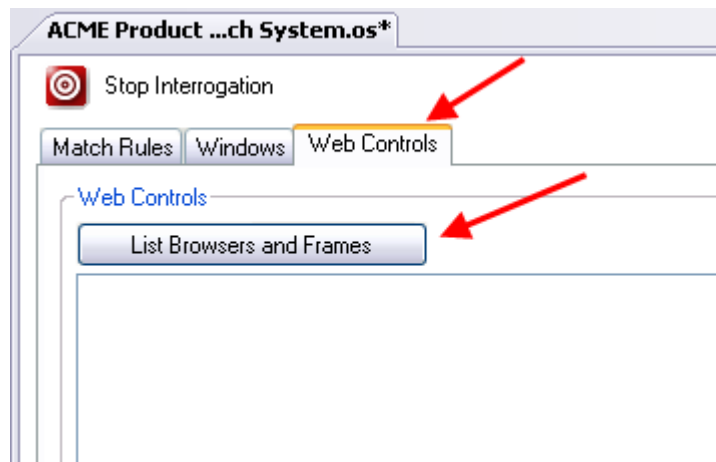 ACME Product ...ch System.os*
Stop Interrogation
Match Rules Windows Web Controls
Web Controls
List Browsers and Frames